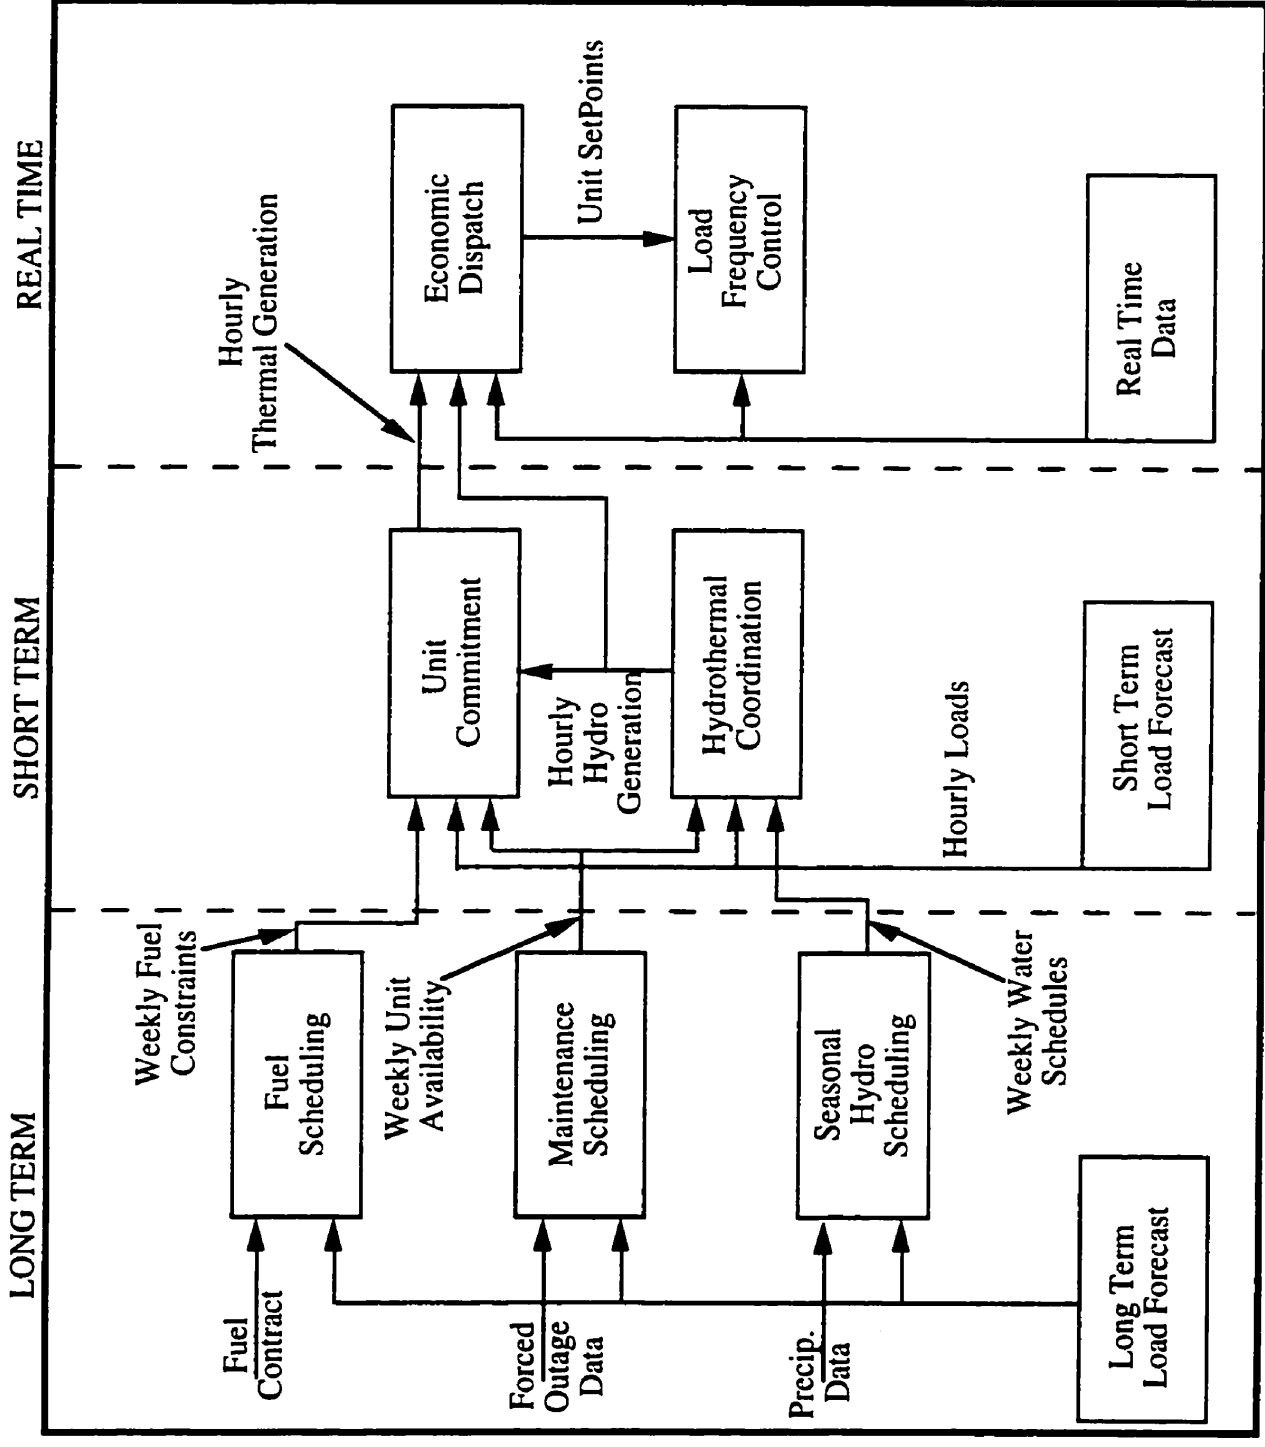 LONG TERM
SHORT TERM
REAL TIME
Fuel
Contract
Fuel
Scheduling
Weekly Fuel
Constraints
Forced
Outage
Data
Maintenance
Scheduling
Weekly Unit
Availability
Precip.
Data
Seasonal
Hydro
Scheduling
Weekly Water
Schedules
Long Term
Load Forecast
Unit
Commitment
Hourly
Hydro
Generation
Hydrothermal
Coordination
Hourly Loads
Short Term
Load Forecast
Hourly
Thermal Generation
Economic
Dispatch
Unit SetPoints
Load
Frequency
Control
Real Time
Data